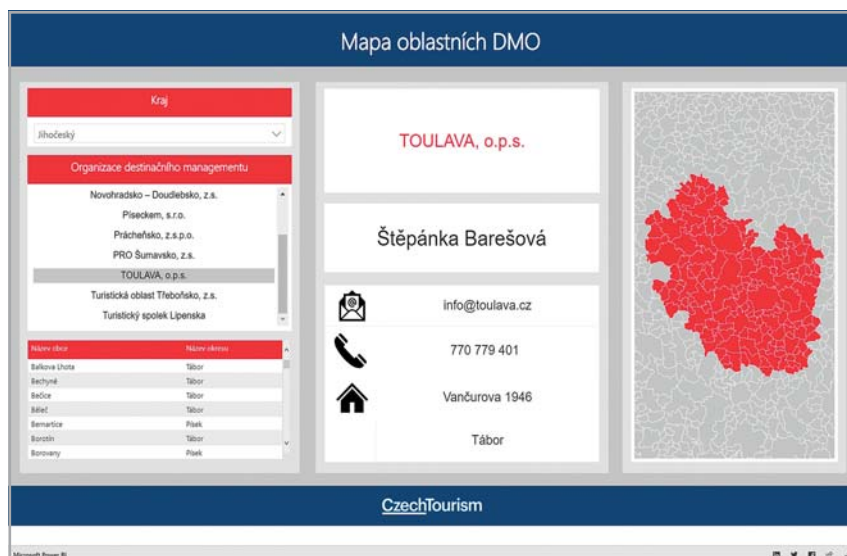 Mapa oblastních DMO
Kraj
Jihočeský
Organizace destinačního managementu
Novohradsko – Doudlebsko, z.s.
Píseckem, s.r.o.
Prácheňsko, z.s.p.o.
PRO Šumavsko, z.s.
TOULAVA, o.p.s.
Turistická oblast Třeboňsko, z.s.
Turistický spolek Lipenska
Název obce Název okresu
Balkova Lhota Tábor
Bechyně Tábor
Bečice Tábor
Běleč Tábor
Bernartice Písek
Borotín Tábor
Borovany Písek
TOULAVA, o.p.s.
Štěpánka Barešová
info@toulava.cz
770 779 401
Vančurova 1946
Tábor
CzechTourism
Microsoft Power BI